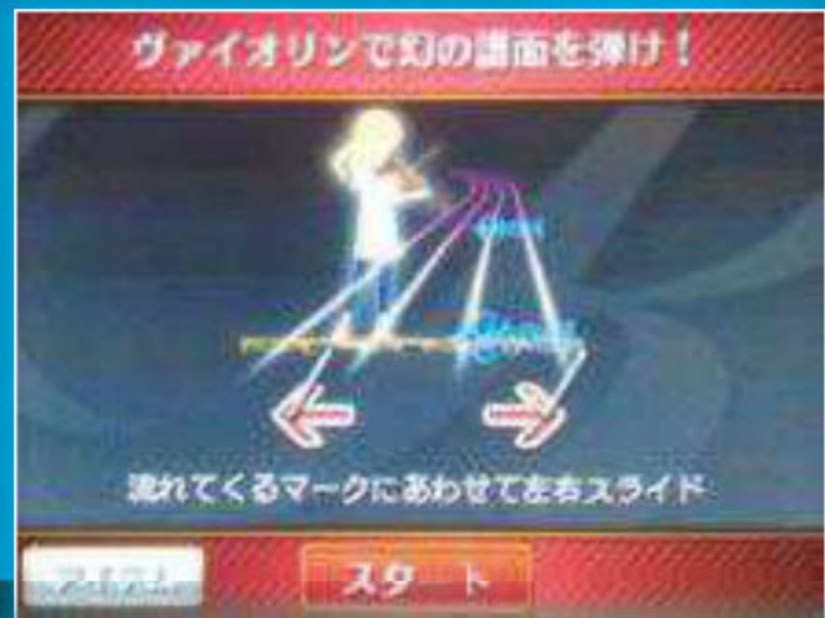 ヴァイオリンで幻の譜面を弾け！
流れてくるマークにあわせて左右スライド
スタート